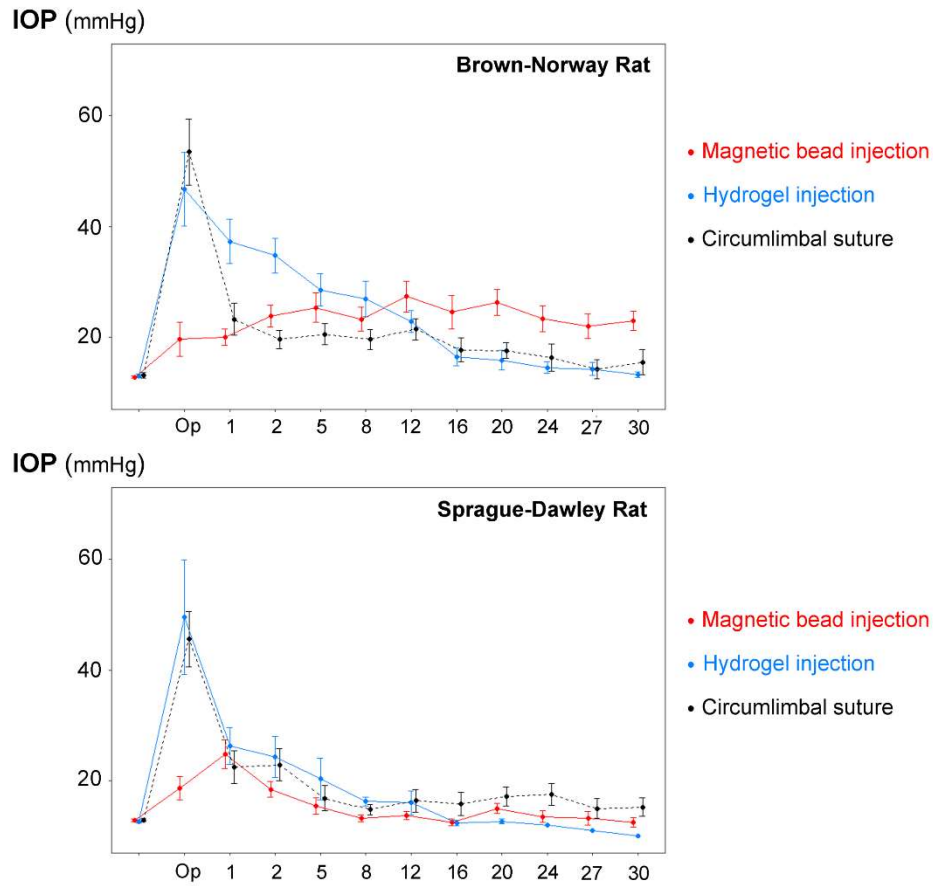 IOP (mmHg)
Brown-Norway Rat
60
40
20
Op 1 2 5 8 12 16 20 24 27 30
Magnetic bead injection
Hydrogel injection
Circumlimbal suture
IOP (mmHg)
Sprague-Dawley Rat
60
40
20
Op 1 2 5 8 12 16 20 24 27 30
Magnetic bead injection
Hydrogel injection
Circumlimbal suture